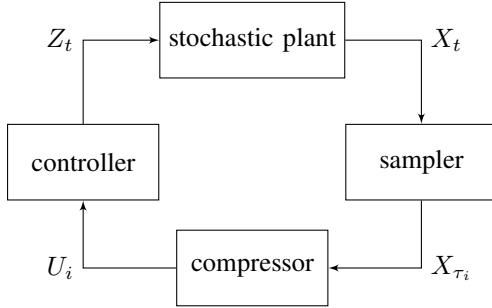 Z_t
stochastic plant
X_t
controller
sampler
U_i
compressor
X_{τ_i}